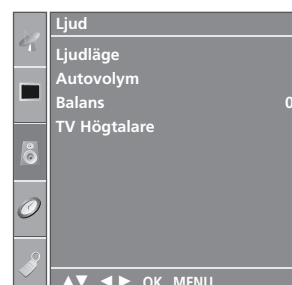 Ljud
Ljudläge
Autovolym
Balans 0
TV Högtalare
▲▼ ◄► OK MENU